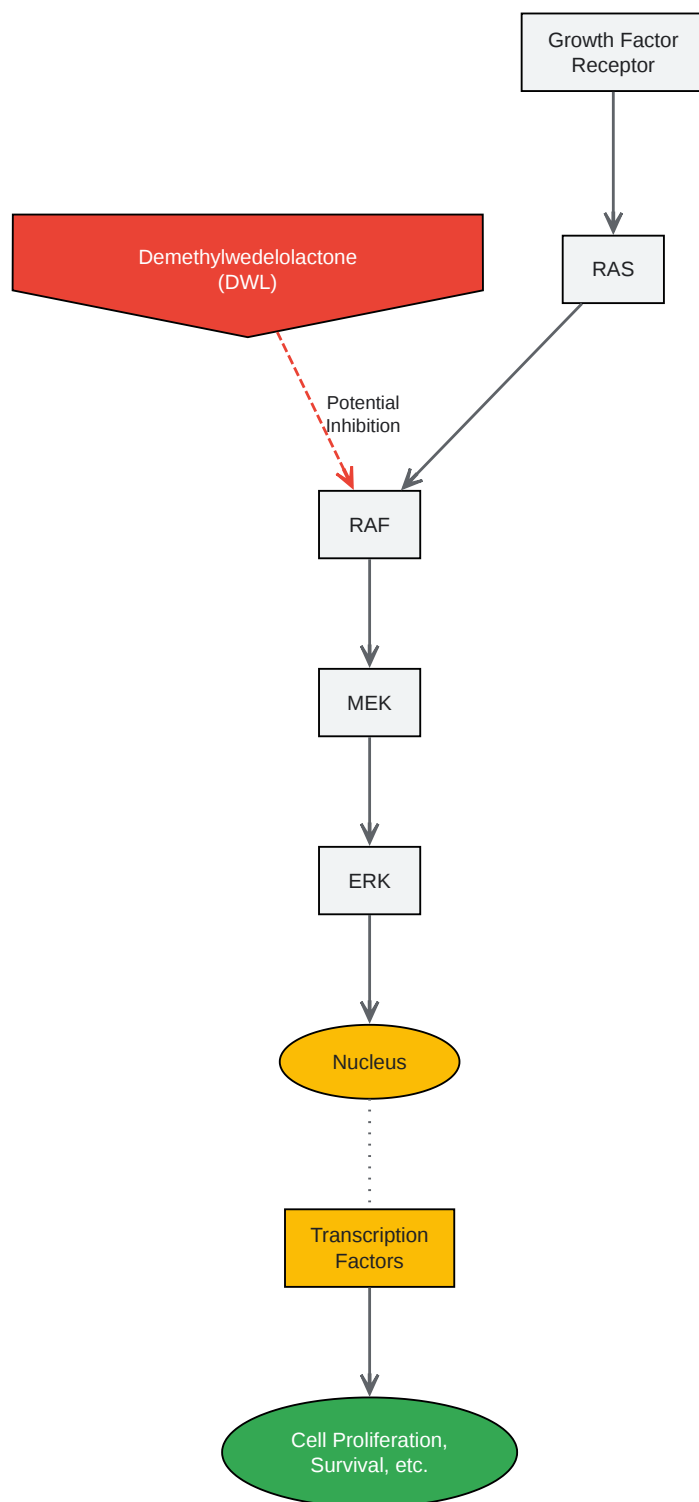 Growth Factor
Receptor
Demethylwedelolactone
(DWL)
RAS
Potential
Inhibition
RAF
MEK
ERK
Nucleus
Transcription
Factors
Cell Proliferation,
Survival, etc.